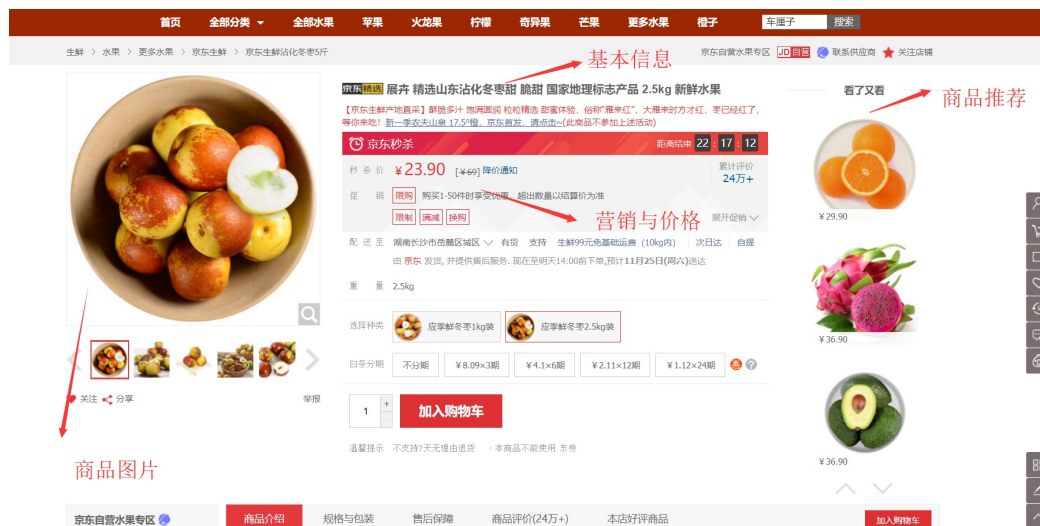 首页 全部分类 全部水果 苹果 火龙果 柠檬 奇异果 芒果 更多水果 橙子 车厘子 搜索
生鲜 > 水果 > 更多水果 > 京东生鲜 > 京东生鲜沾化冬枣5斤 京东自营水果专区 JD自营 联系供应商 关注店铺
基本信息
京东精选 展卉 精选山东沾化冬枣甜 脆甜 国家地理标志产品 2.5kg 新鲜水果
看了又看
商品推荐
【京东生鲜产地直采】酥脆多汁 饱满圆润 粒粒精选 甜蜜体验、俗称"雁来红"，大雁来时方才红，枣已经红了，
等你来吃！新一季农夫山泉 17.5°橙，京东首发，请点击~(此商品不参加上述活动)
京东秒杀 距离结束 22 : 17 : 12
秒杀价 ¥23.90 [¥69] 降价通知 累计评价
24万+
促销 限购 购买1-50件时享受优惠，超出数量以结算价为准
限制 满减 换购 展开促销
营销与价格
¥29.90
配送至 湖南长沙市岳麓区城区 有货 支持 生鲜99元免基础运费（10kg内） 次日达 自提
由 京东 发货, 并提供售后服务. 现在至明天14:00前下单,预计11月25日(周六)送达
重量 2.5kg
选择种类 应季鲜冬枣1kg装 应季鲜冬枣2.5kg装
¥36.90
白条分期 不分期 ¥8.09×3期 ¥4.1×6期 ¥2.11×12期 ¥1.12×24期 惠 ?
关注 分享 举报
1 + - 加入购物车
温馨提示 不支持7天无理由退货 ·本商品不能使用 东券
¥36.90
商品图片
京东自营水果专区 商品介绍 规格与包装 售后保障 商品评价(24万+) 本店好评商品 加入购物车